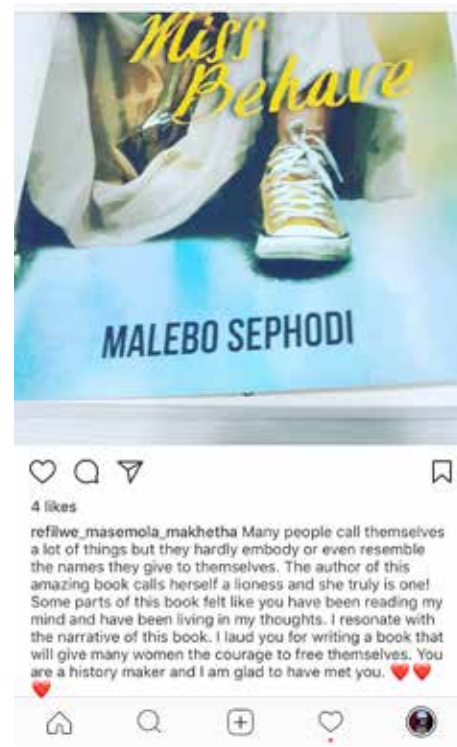 Miss
Behave
MALEBO SEPHODI
4 likes
refilwe_masemola_makhetha Many people call themselves
a lot of things but they hardly embody or even resemble
the names they give to themselves. The author of this
amazing book calls herself a lioness and she truly is one!
Some parts of this book felt like you have been reading my
mind and have been living in my thoughts. I resonate with
the narrative of this book. I laud you for writing a book that
will give many women the courage to free themselves. You
are a history maker and I am glad to have met you. ❤️❤️
❤️